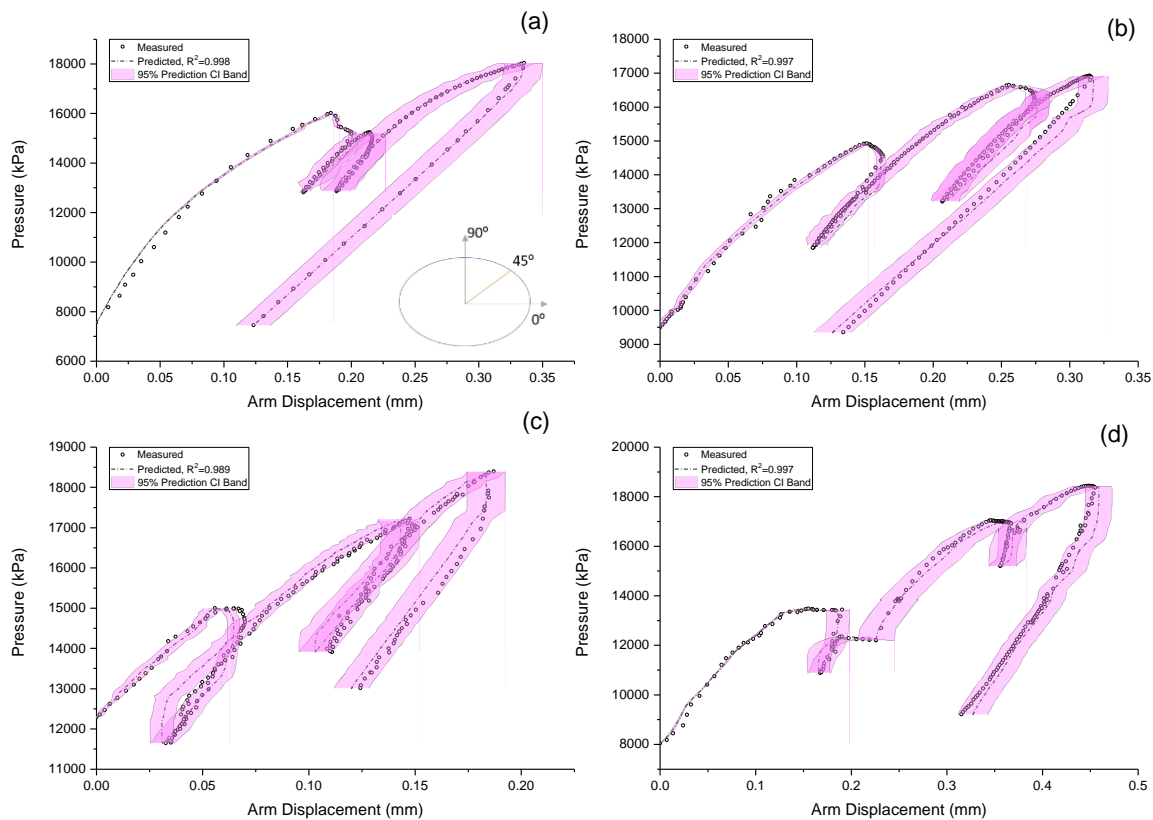 (a)
Measured
Predicted, R²=0.998
95% Prediction CI Band
18000
16000
14000
12000
10000
8000
6000
Pressure (kPa)
0.00 0.05 0.10 0.15 0.20 0.25 0.30 0.35
Arm Displacement (mm)
90°
45°
0°
(b)
Measured
Predicted, R²=0.997
95% Prediction CI Band
17000
16000
15000
14000
13000
12000
11000
10000
9000
Pressure (kPa)
0.00 0.05 0.10 0.15 0.20 0.25 0.30 0.35
Arm Displacement (mm)
(c)
Measured
Predicted, R²=0.989
95% Prediction CI Band
19000
18000
17000
16000
15000
14000
13000
12000
11000
Pressure (kPa)
0.00 0.05 0.10 0.15 0.20
Arm Displacement (mm)
(d)
Measured
Predicted, R²=0.997
95% Prediction CI Band
20000
18000
16000
14000
12000
10000
8000
Pressure (kPa)
0.0 0.1 0.2 0.3 0.4 0.5
Arm Displacement (mm)